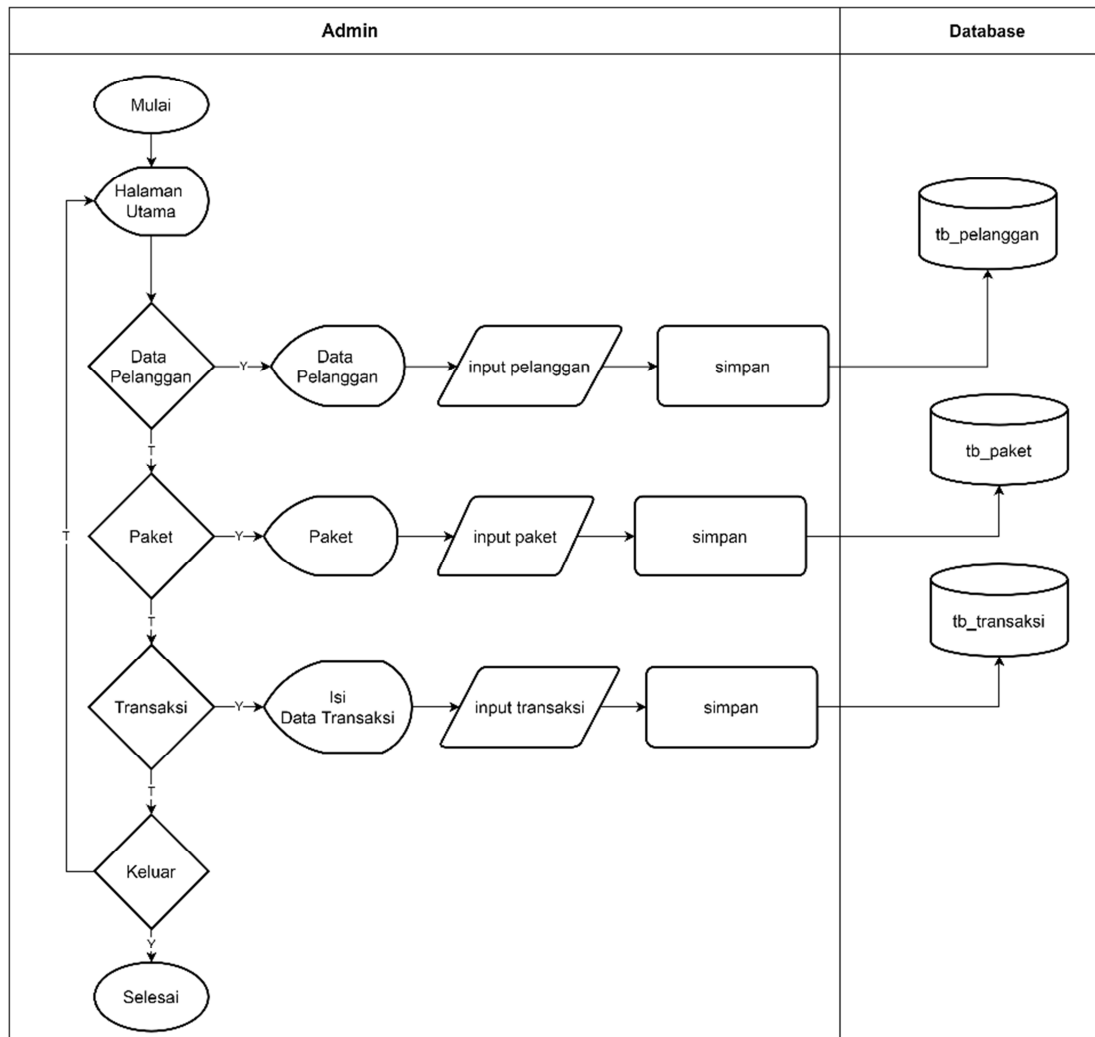 Admin
Database
Mulai
Halaman
Utama
tb_pelanggan
Data
Pelanggan
Y
Data
Pelanggan
input pelanggan
simpan
T
tb_paket
T
Paket
Y
Paket
input paket
simpan
T
tb_transaksi
Transaksi
Y
Isi
Data Transaksi
input transaksi
simpan
T
Keluar
Y
Selesai